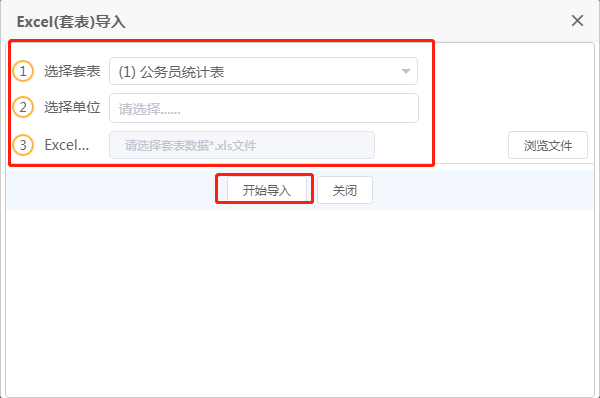 Excel(套表)导入
1 选择套表 (1) 公务员统计表
2 选择单位 请选择......
3 Excel... 请选择套表数据*.xls文件 浏览文件
开始导入 关闭